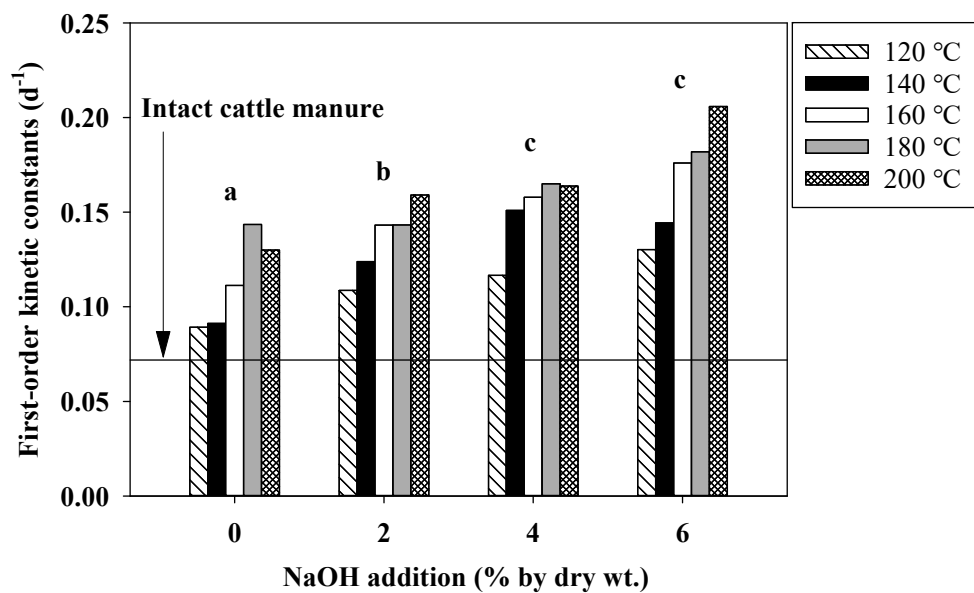 0.25
0.20
0.15
0.10
0.05
0.00
First-order kinetic constants (d⁻¹)
Intact cattle manure
a
b
c
c
0 2 4 6
NaOH addition (% by dry wt.)
120 °C
140 °C
160 °C
180 °C
200 °C